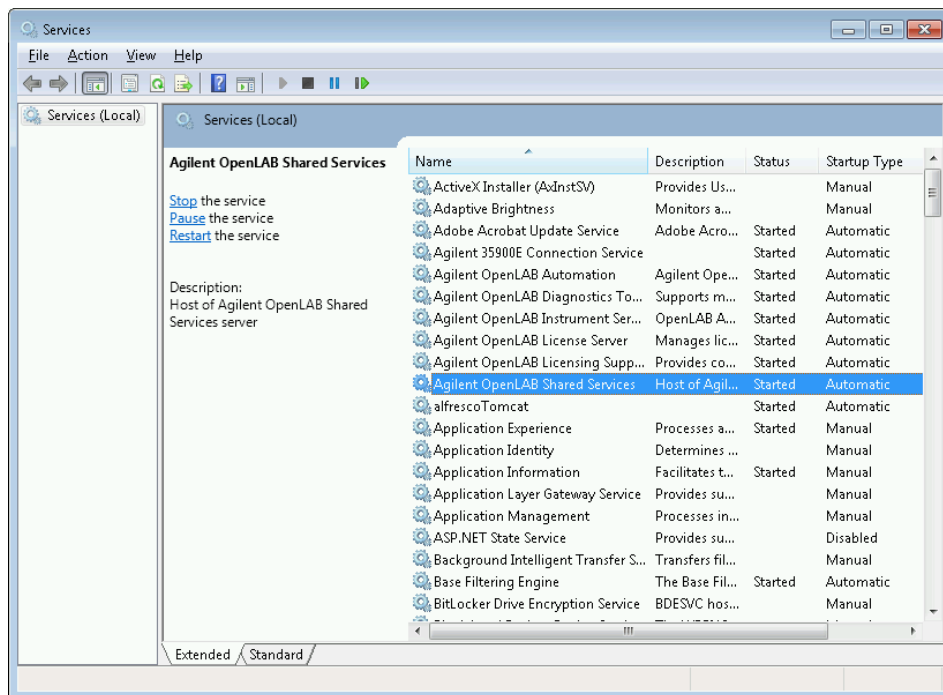 Services
File Action View Help
Services (Local)
Services (Local)
Agilent OpenLAB Shared Services
Stop the service
Pause the service
Restart the service
Description:
Host of Agilent OpenLAB Shared
Services server
Name Description Status Startup Type
ActiveX Installer (AxInstSV) Provides Us... Manual
Adaptive Brightness Monitors a... Manual
Adobe Acrobat Update Service Adobe Acro... Started Automatic
Agilent 35900E Connection Service Started Automatic
Agilent OpenLAB Automation Agilent Ope... Started Automatic
Agilent OpenLAB Diagnostics To... Supports m... Started Automatic
Agilent OpenLAB Instrument Ser... OpenLAB A... Started Automatic
Agilent OpenLAB License Server Manages lic... Started Automatic
Agilent OpenLAB Licensing Supp... Provides co... Started Automatic
Agilent OpenLAB Shared Services Host of Agil... Started Automatic
alfrescoTomcat Started Automatic
Application Experience Processes a... Started Manual
Application Identity Determines ... Manual
Application Information Facilitates t... Started Manual
Application Layer Gateway Service Provides su... Manual
Application Management Processes in... Manual
ASP.NET State Service Provides su... Disabled
Background Intelligent Transfer S... Transfers fil... Manual
Base Filtering Engine The Base Fil... Started Automatic
BitLocker Drive Encryption Service BDESVC hos... Manual
Extended Standard